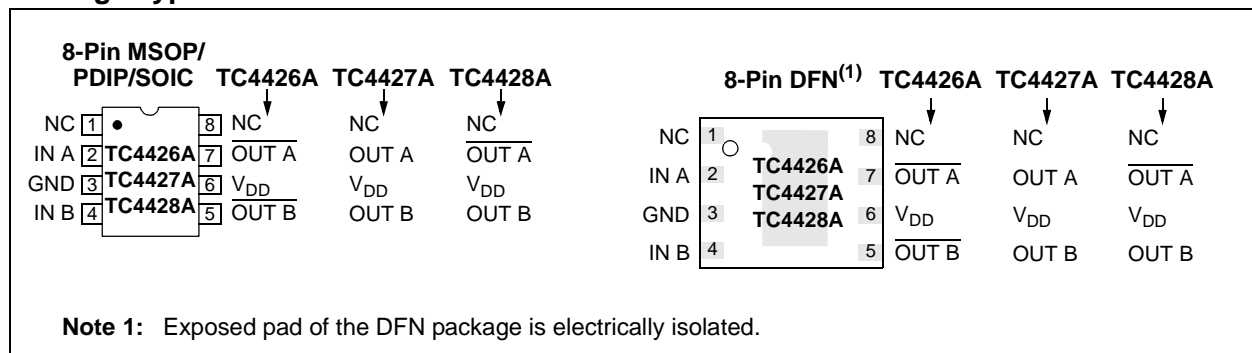 8-Pin MSOP/
PDIP/SOIC TC4426A TC4427A TC4428A
NC 1 8 NC NC NC
IN A 2 TC4426A 7 OUT A OUT A OUT A
GND 3 TC4427A 6 VDD VDD VDD
IN B 4 TC4428A 5 OUT B OUT B OUT B
8-Pin DFN(1) TC4426A TC4427A TC4428A
NC 1 8 NC NC NC
IN A 2 TC4426A 7 OUT A OUT A OUT A
TC4427A
GND 3 TC4428A 6 VDD VDD VDD
IN B 4 5 OUT B OUT B OUT B
Note 1: Exposed pad of the DFN package is electrically isolated.